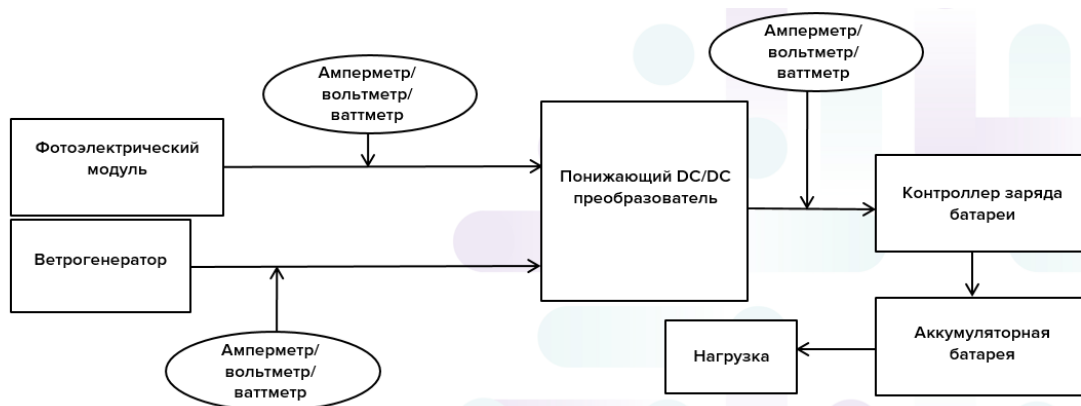 Амперметр/
вольтметр/
ваттметр
Амперметр/
вольтметр/
ваттметр
Фотоэлектрический
модуль
Понижающий DC/DC
преобразователь
Контроллер заряда
батареи
Ветрогенератор
Амперметр/
вольтметр/
ваттметр
Нагрузка
Аккумуляторная
батарея